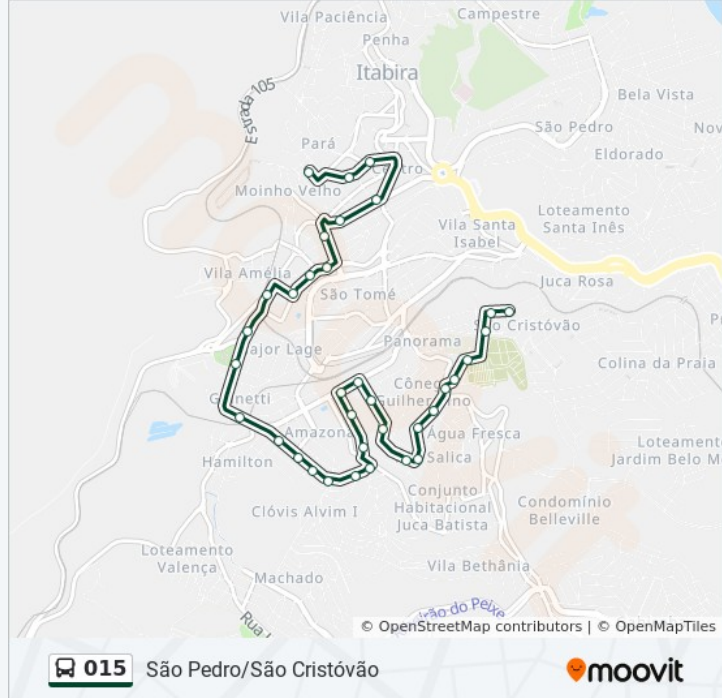 Vila Paciência
Campestre
Penha
Itabira
Estrada 105
Bela Vista
São Pedro
Pará
Eldorado
Centro
Moinho Velho
Loteamento
Santa Inês
Vila Santa
Isabel
Vila Amélia
Juca Rosa
São Tomé
São Cristóvão
Panorama
Major Lage
Colina da Praia
Cônego
Guilhermino
Amazonas
Água Fresca
Salica
Loteamento
Jardim Belo M
Hamilton
Conjunto
Habitacional
Juca Batista
Condomínio
Belleville
Clóvis Alvim I
Loteamento
Valença
Vila Bethânia
Machado
do Peixe
Rua
© OpenStreetMap contributors | © OpenMapTiles
015 São Pedro/São Cristóvão
moovit